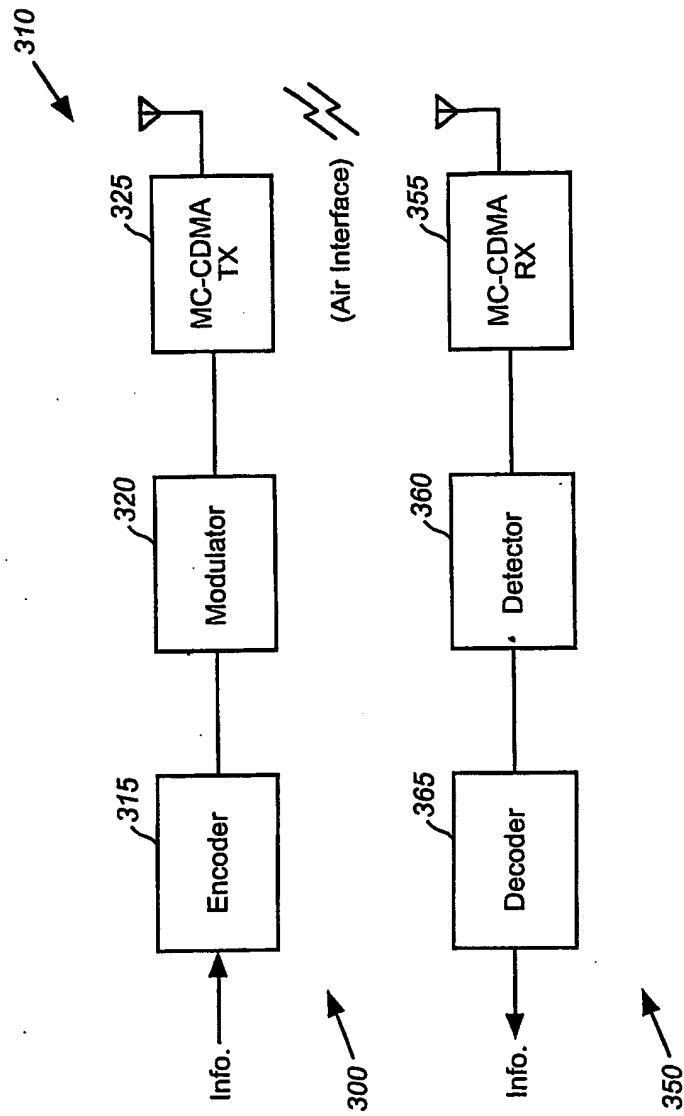 310
315
320
325
Info.
Encoder
Modulator
MC-CDMA
TX
300
(Air Interface)
365
360
355
Info.
Decoder
Detector
MC-CDMA
RX
350